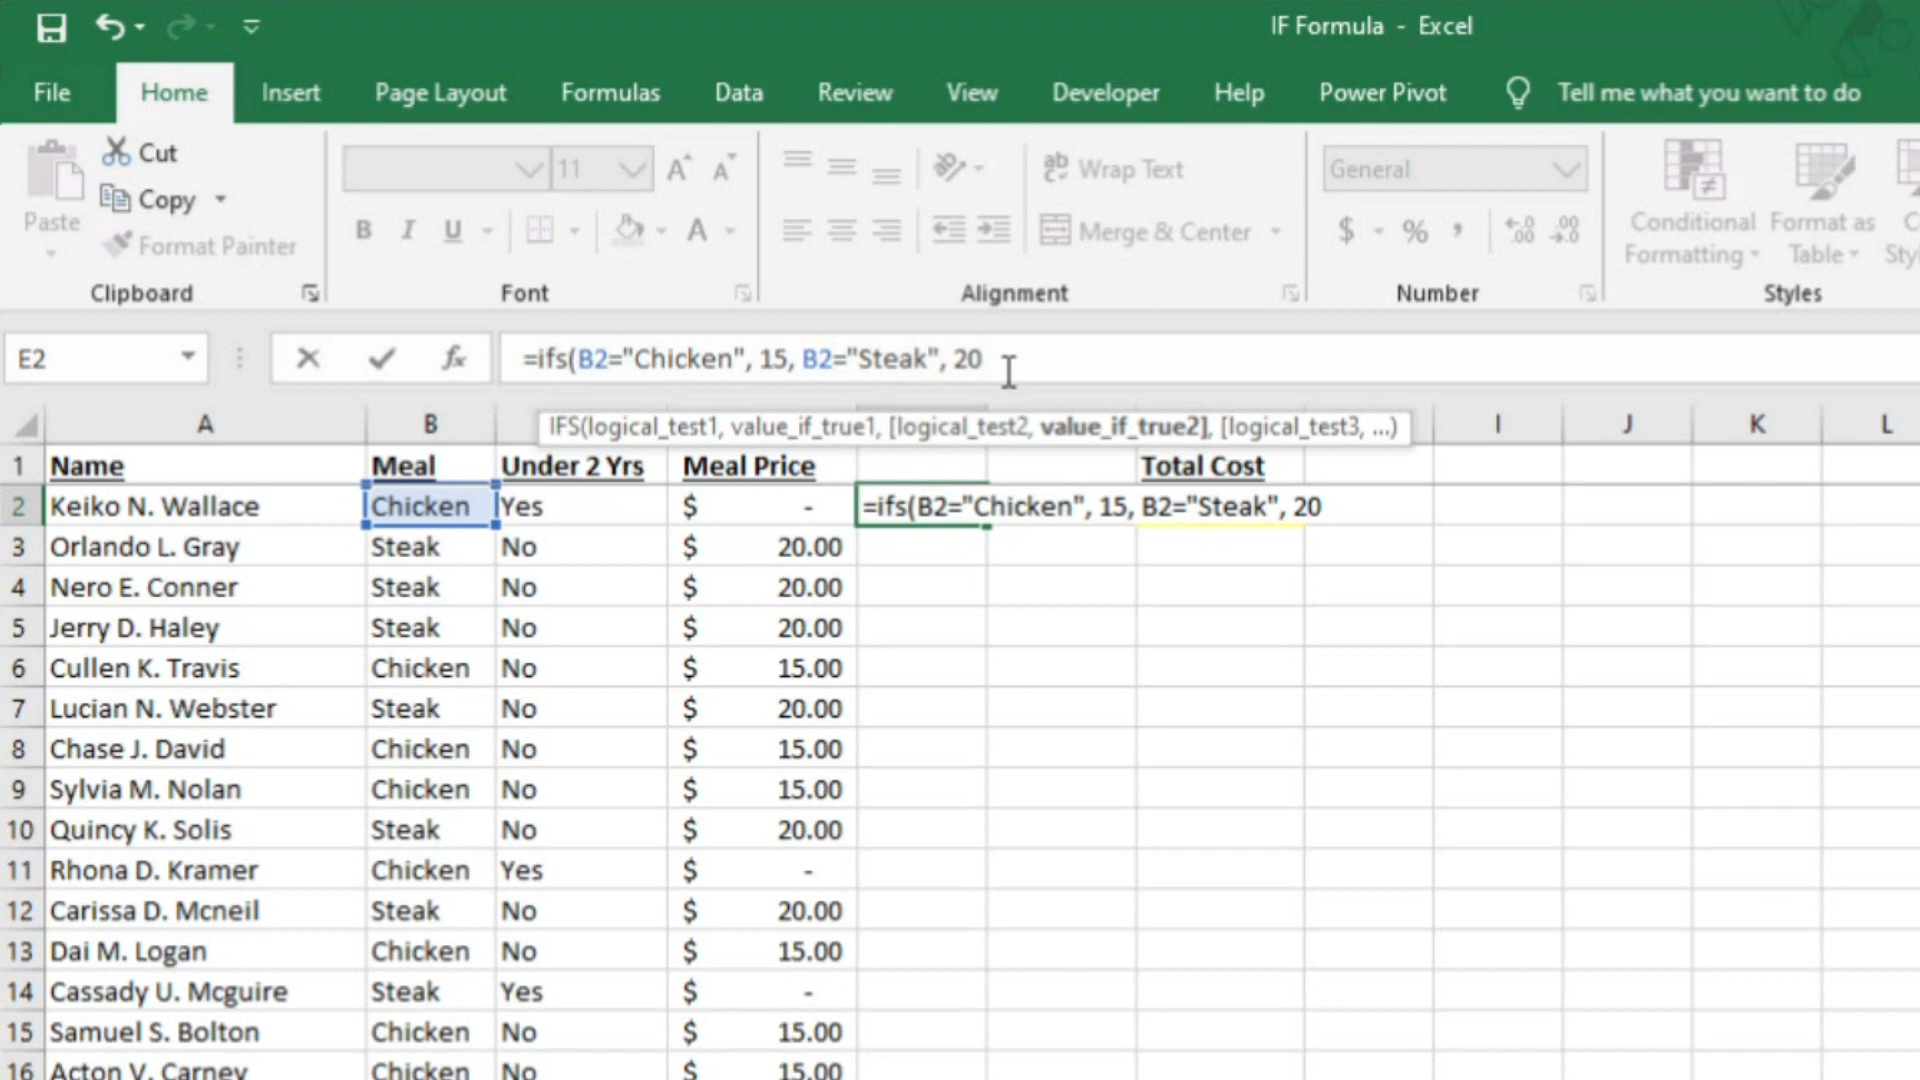 IF Formula - Excel
File Home Insert Page Layout Formulas Data Review View Developer Help Power Pivot Tell me what you want to do
Paste
Cut
Copy
Format Painter
Clipboard
11
B I U
Font
Wrap Text
Merge & Center
Alignment
General
$ % ,
Number
Conditional Formatting
Format as Table
Styles
E2 =ifs(B2="Chicken", 15, B2="Steak", 20
IFS(logical_test1, value_if_true1, [logical_test2, value_if_true2], [logical_test3, ...)
A B I J K L
1 Name Meal Under 2 Yrs Meal Price Total Cost
2 Keiko N. Wallace Chicken Yes $ - =ifs(B2="Chicken", 15, B2="Steak", 20
3 Orlando L. Gray Steak No $ 20.00
4 Nero E. Conner Steak No $ 20.00
5 Jerry D. Haley Steak No $ 20.00
6 Cullen K. Travis Chicken No $ 15.00
7 Lucian N. Webster Steak No $ 20.00
8 Chase J. David Chicken No $ 15.00
9 Sylvia M. Nolan Chicken No $ 15.00
10 Quincy K. Solis Steak No $ 20.00
11 Rhona D. Kramer Chicken Yes $ -
12 Carissa D. Mcneil Steak No $ 20.00
13 Dai M. Logan Chicken No $ 15.00
14 Cassady U. Mcguire Steak Yes $ -
15 Samuel S. Bolton Chicken No $ 15.00
16 Acton V. Carney Chicken No $ 15.00